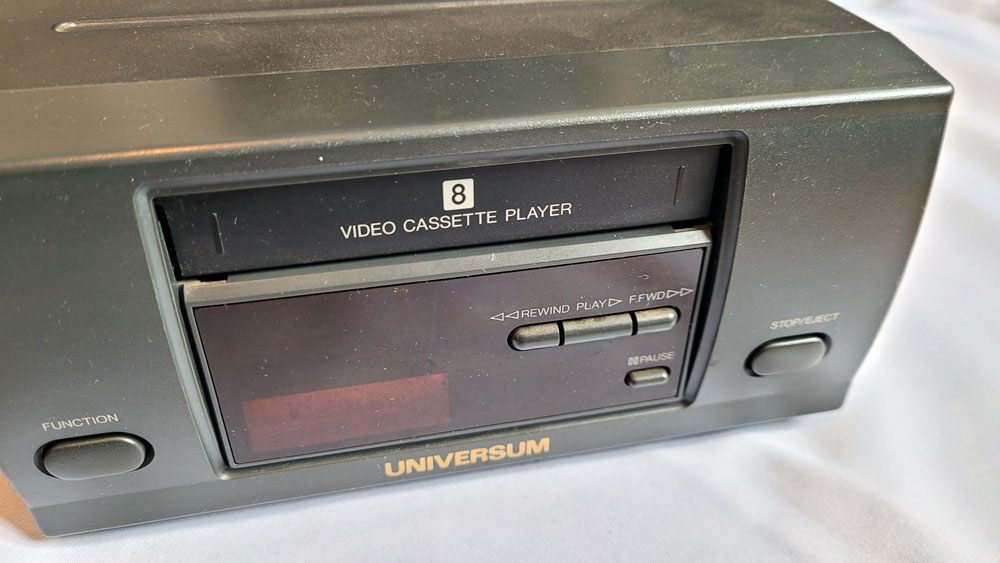 8
VIDEO CASSETTE PLAYER
◁◁REWIND PLAY▷ F.FWD▷▷
STOP/EJECT
▯▯PAUSE
FUNCTION
UNIVERSUM